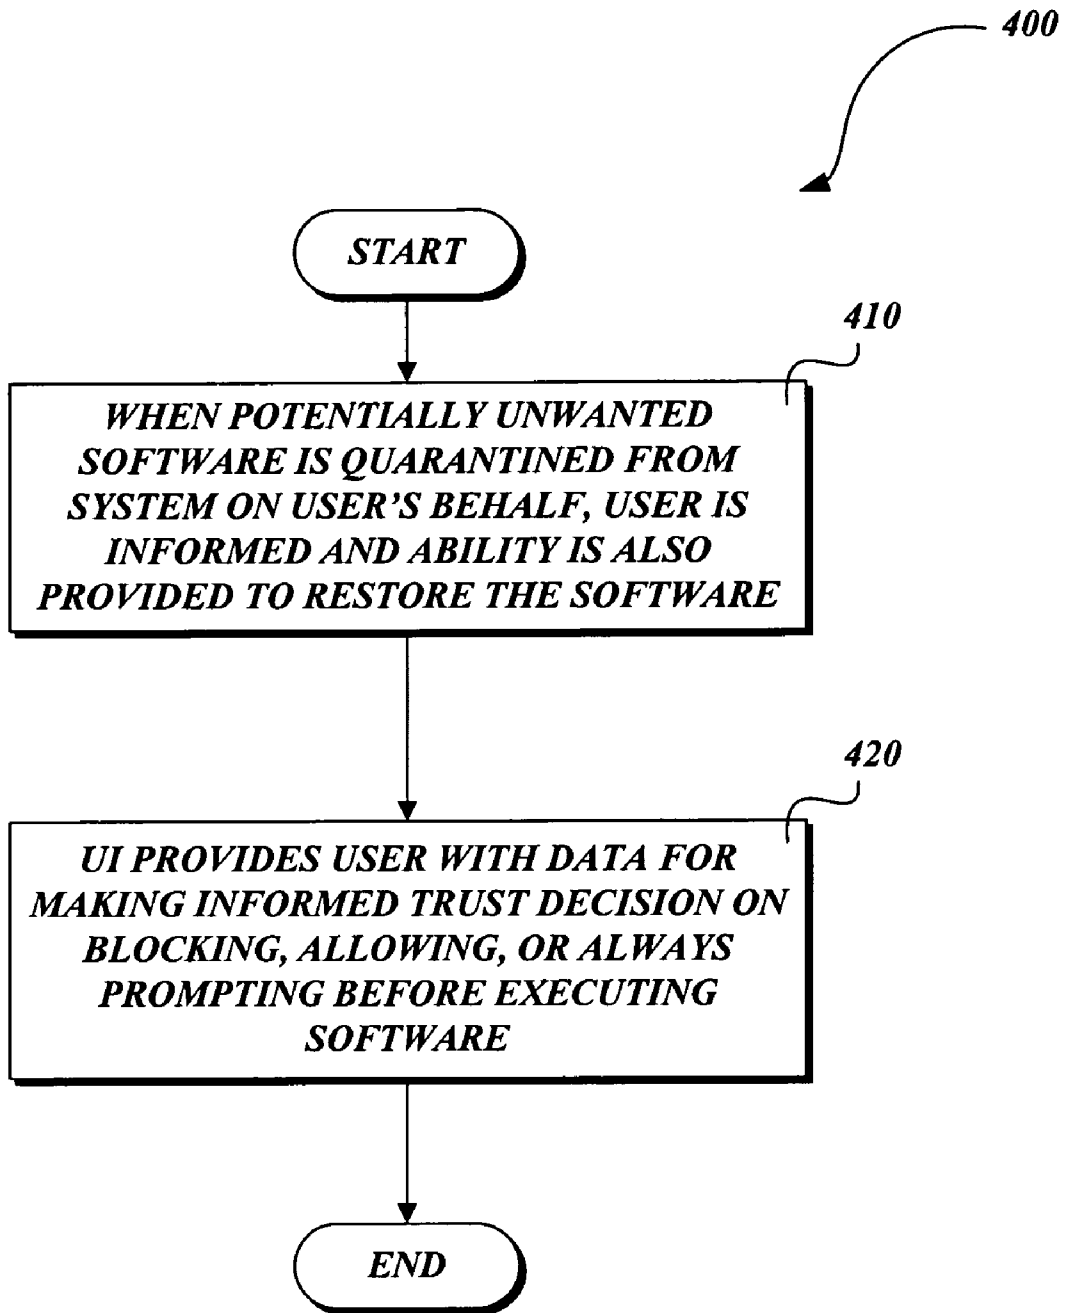 400
START
410
WHEN POTENTIALLY UNWANTED
SOFTWARE IS QUARANTINED FROM
SYSTEM ON USER'S BEHALF, USER IS
INFORMED AND ABILITY IS ALSO
PROVIDED TO RESTORE THE SOFTWARE
420
UI PROVIDES USER WITH DATA FOR
MAKING INFORMED TRUST DECISION ON
BLOCKING, ALLOWING, OR ALWAYS
PROMPTING BEFORE EXECUTING
SOFTWARE
END